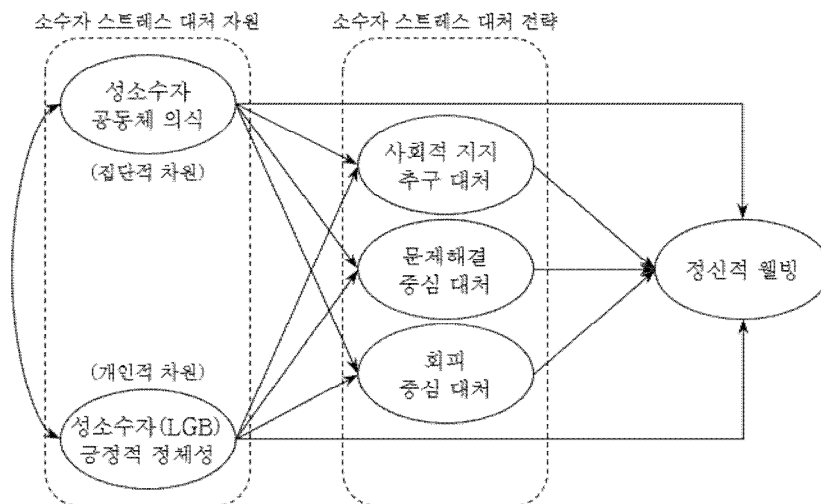 소수자 스트레스 대처 자원
소수자 스트레스 대처 전략
성소수자
공동체 의식
(집단적 차원)
사회적 지지
추구 대처
문제해결
중심 대처
정신적 웰빙
(개인적 차원)
회피
중심 대처
성소수자(LGB)
긍정적 정체성